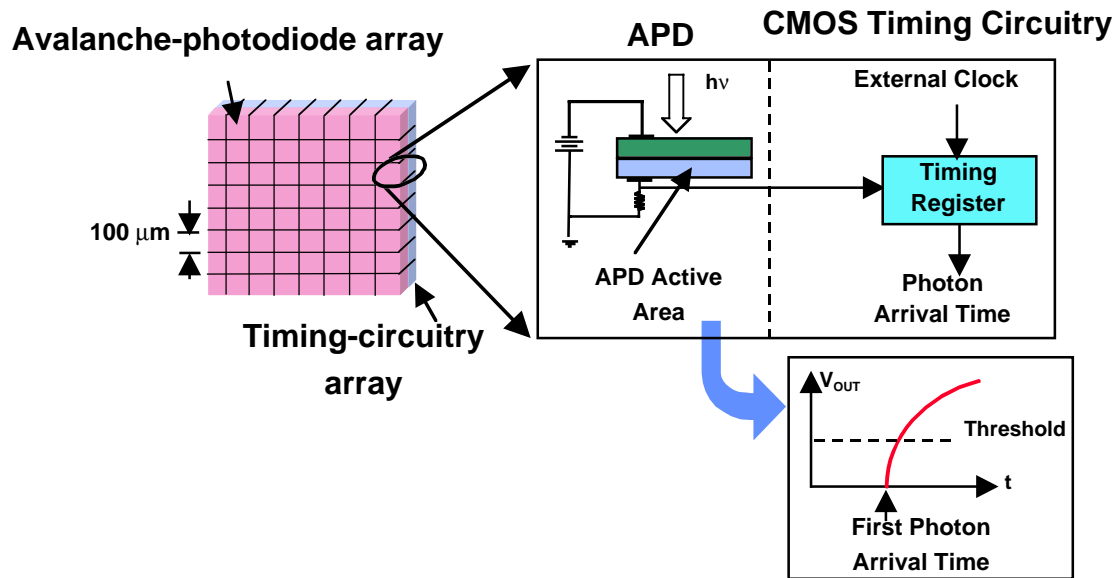 Avalanche-photodiode array
100 μm
Timing-circuitry
array
APD
CMOS Timing Circuitry
hν
External Clock
Timing
Register
APD Active
Area
Photon
Arrival Time
VOUT
Threshold
t
First Photon
Arrival Time